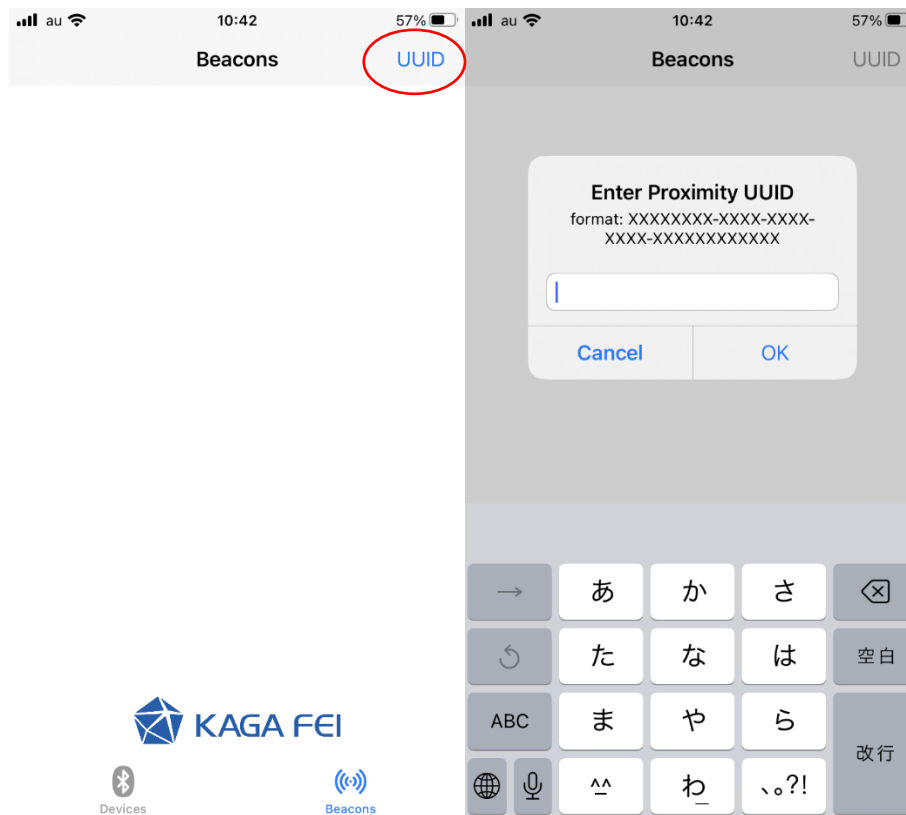 au 10:42 57%
Beacons UUID
KAGA FEI
Devices Beacons
au 10:42 57%
Beacons UUID
Enter Proximity UUID
format: XXXXXXXX-XXXX-XXXX-
XXXX-XXXXXXXXXXXX
Cancel OK
→ あ か さ
た な は 空白
ABC ま や ら
改行
^_^ わ_ 、。?!